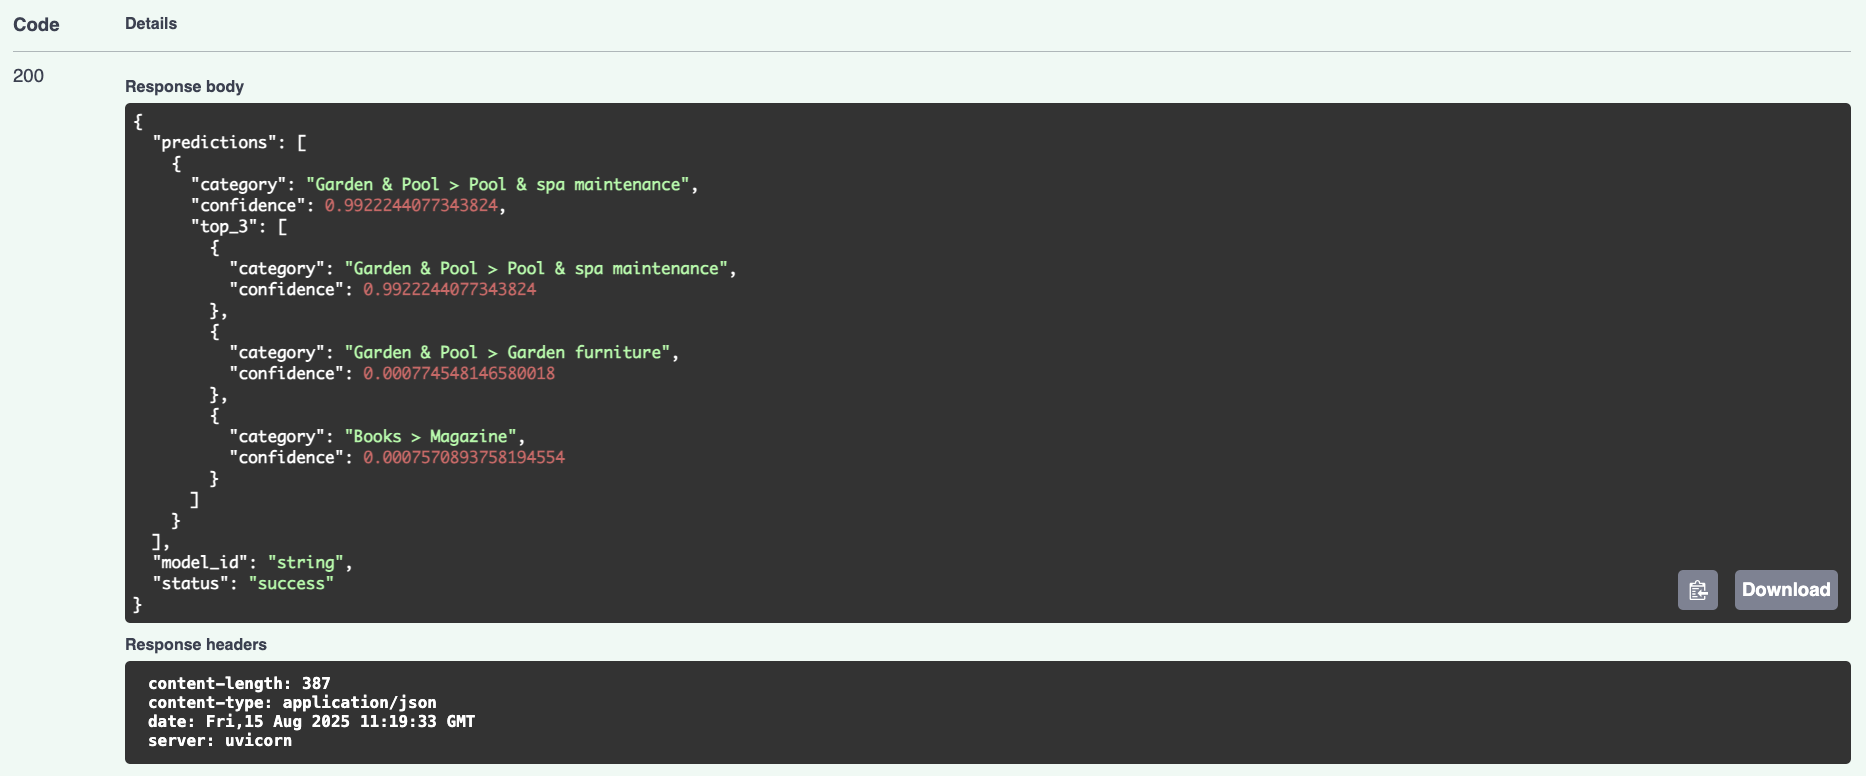 Code Details
200
Response body
{
  "predictions": [
    {
      "category": "Garden & Pool > Pool & spa maintenance",
      "confidence": 0.9922244077343824,
      "top_3": [
        {
          "category": "Garden & Pool > Pool & spa maintenance",
          "confidence": 0.9922244077343824
        },
        {
          "category": "Garden & Pool > Garden furniture",
          "confidence": 0.000774548146580018
        },
        {
          "category": "Books > Magazine",
          "confidence": 0.0007570893758194554
        }
      ]
    }
  ],
  "model_id": "string",
  "status": "success"
}
Download
Response headers
content-length: 387
content-type: application/json
date: Fri,15 Aug 2025 11:19:33 GMT
server: uvicorn